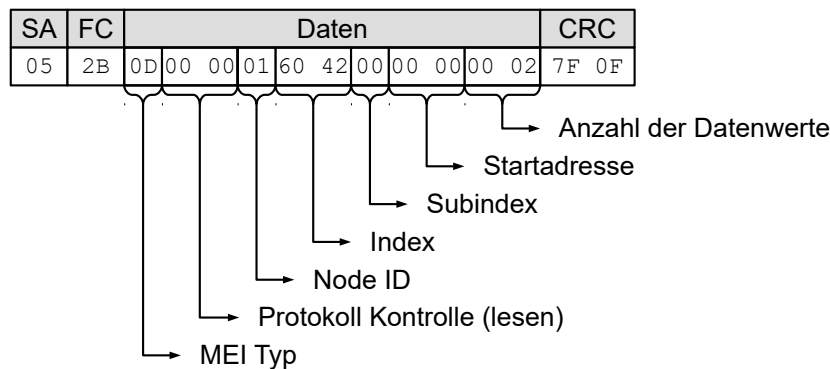 SA FC Daten CRC
05 2B 0D 00 00 01 60 42 00 00 00 00 02 7F 0F
Anzahl der Datenwerte
Startadresse
Subindex
Index
Node ID
Protokoll Kontrolle (lesen)
MEI Typ